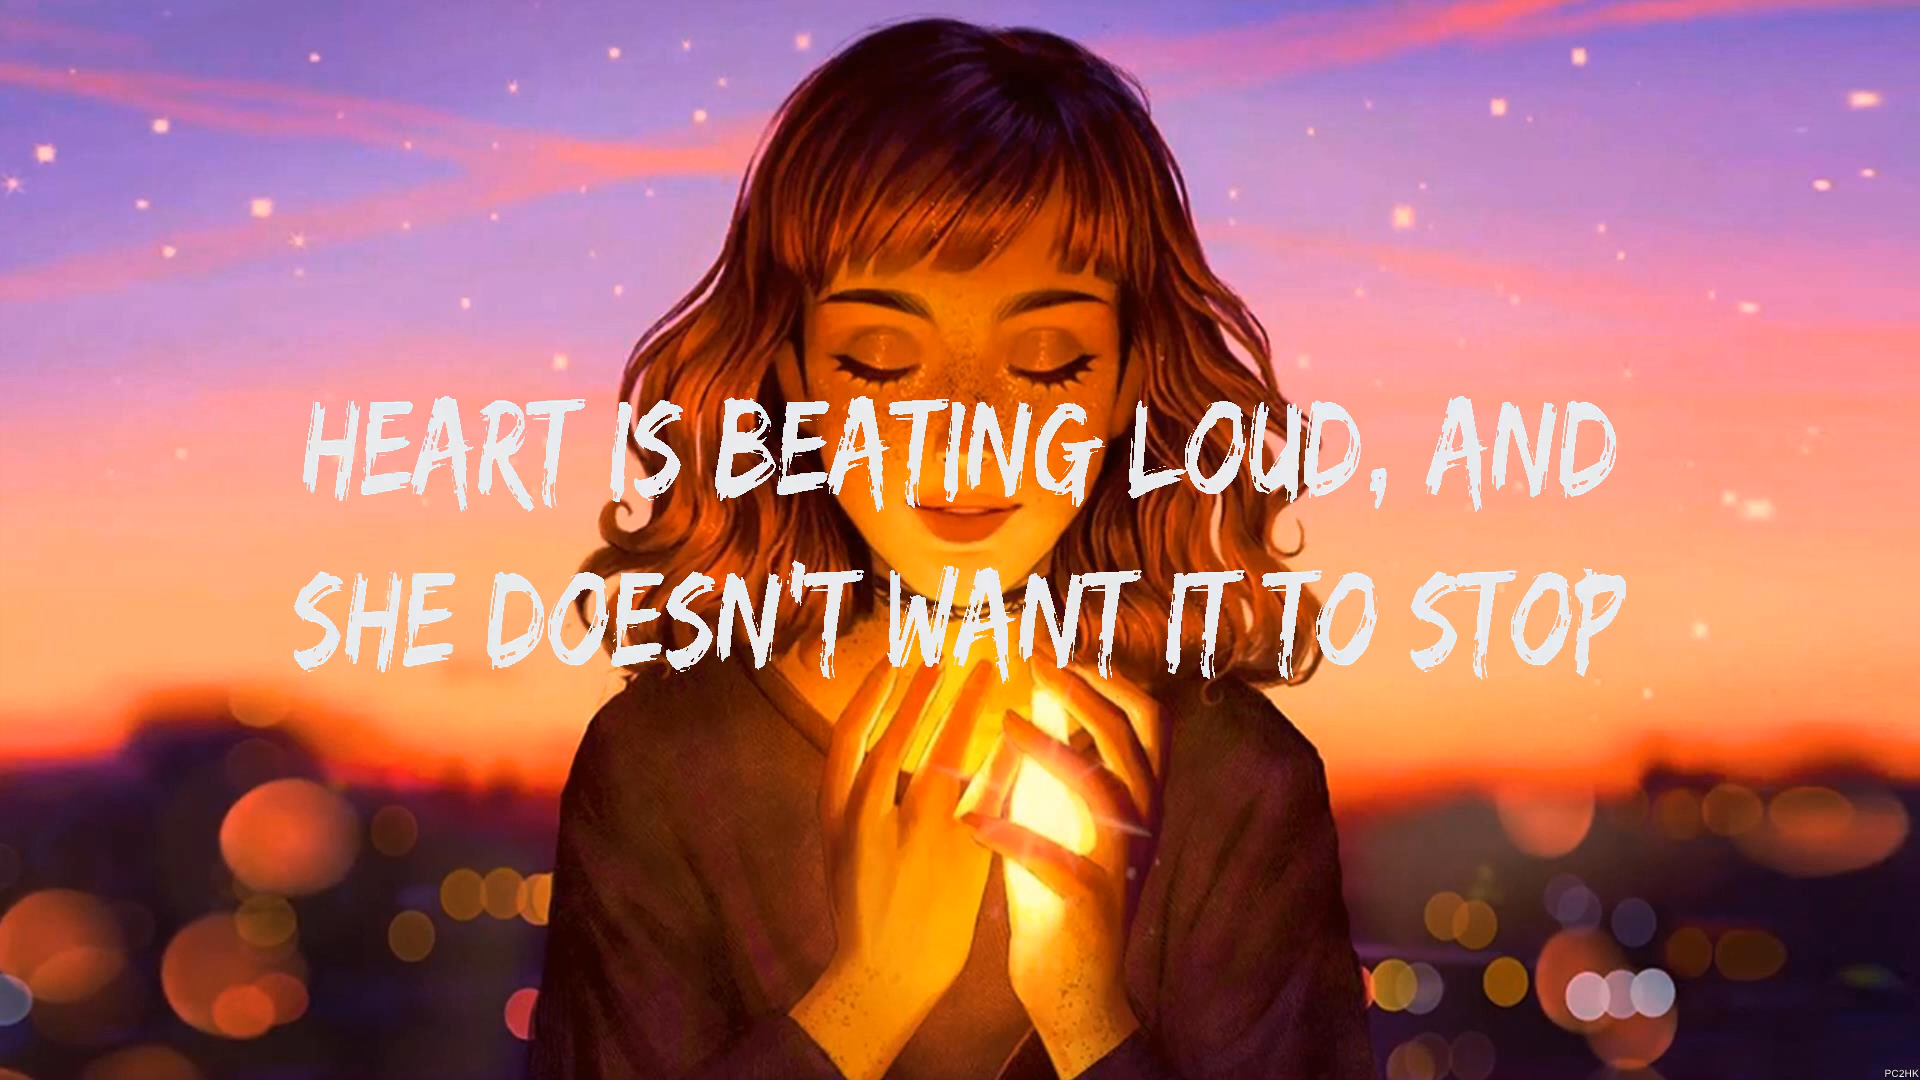 HEART IS BEATING LOUD, AND
SHE DOESN'T WANT IT TO STOP
PC2HK